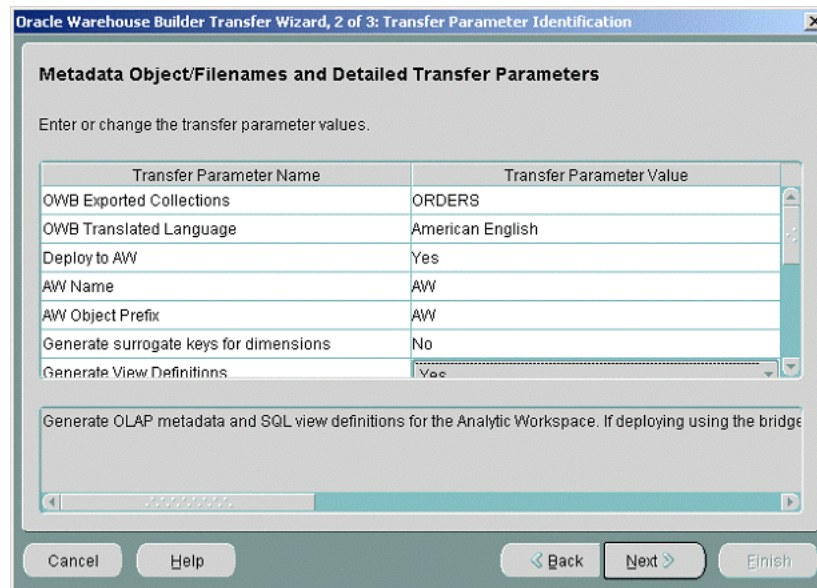 Oracle Warehouse Builder Transfer Wizard, 2 of 3: Transfer Parameter Identification
Metadata Object/Filenames and Detailed Transfer Parameters
Enter or change the transfer parameter values.
Transfer Parameter Name Transfer Parameter Value
OWB Exported Collections ORDERS
OWB Translated Language American English
Deploy to AW Yes
AW Name AW
AW Object Prefix AW
Generate surrogate keys for dimensions No
Generate View Definitions Yes
Generate OLAP metadata and SQL view definitions for the Analytic Workspace. If deploying using the bridge
Cancel Help Back Next Finish